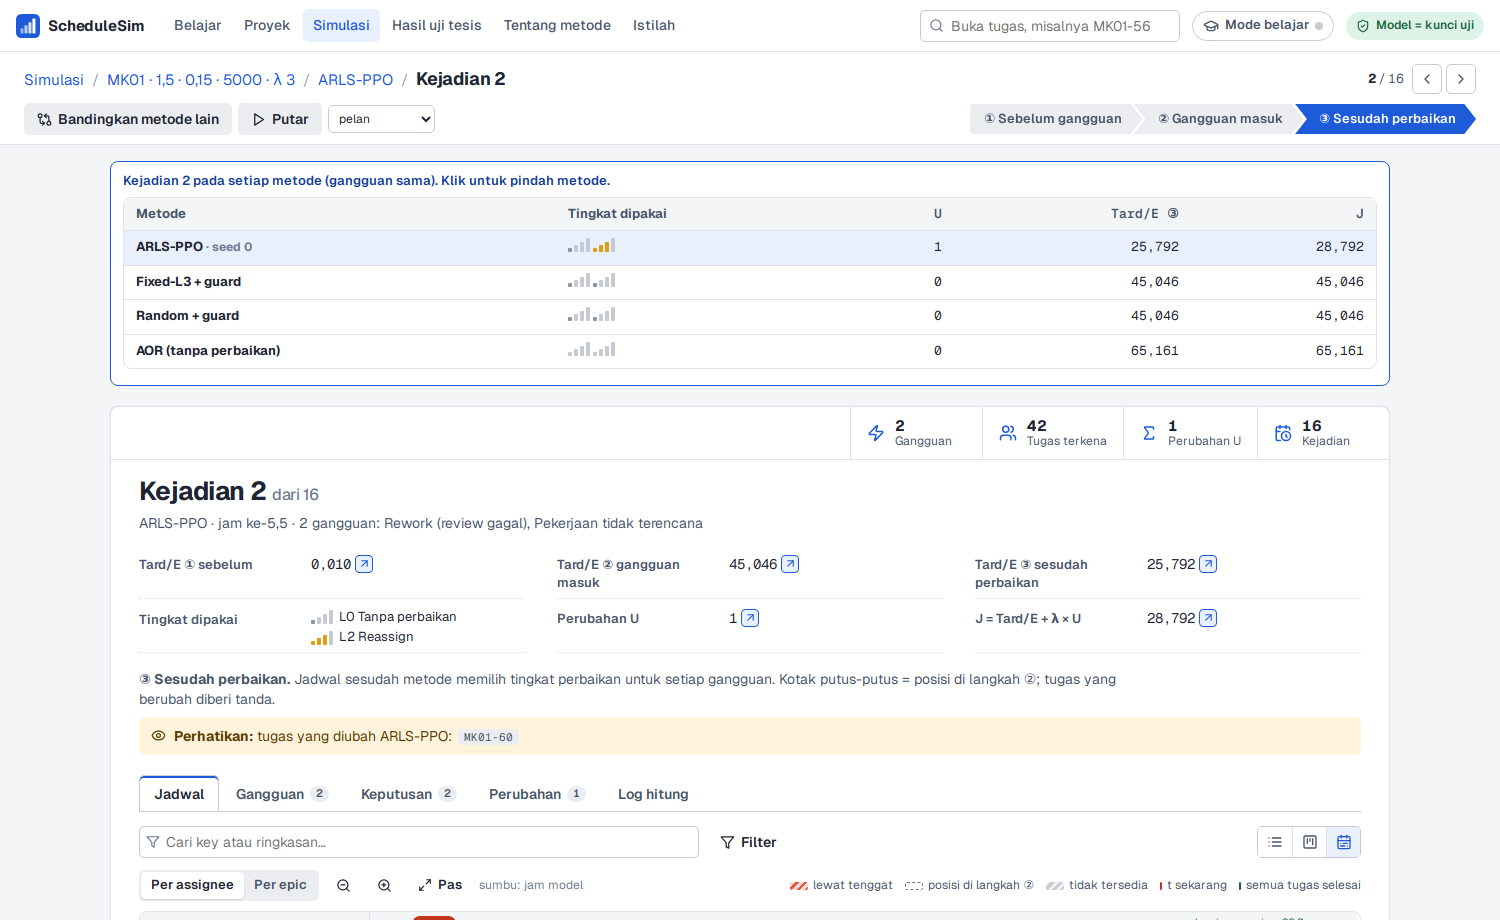 ScheduleSim Belajar Proyek Simulasi Hasil uji tesis Tentang metode Istilah Buka tugas, misalnya MK01-56 Mode belajar Model = kunci uji
Simulasi / MK01 · 1,5 · 0,15 · 5000 · λ 3 / ARLS-PPO / Kejadian 2 2 / 16
Bandingkan metode lain Putar pelan ① Sebelum gangguan ② Gangguan masuk ③ Sesudah perbaikan
Kejadian 2 pada setiap metode (gangguan sama). Klik untuk pindah metode.
Metode Tingkat dipakai U Tard/E ③ J
ARLS-PPO · seed 0 1 25,792 28,792
Fixed-L3 + guard 0 45,046 45,046
Random + guard 0 45,046 45,046
AOR (tanpa perbaikan) 0 65,161 65,161
2 Gangguan
42 Tugas terkena
1 Perubahan U
16 Kejadian
Kejadian 2 dari 16
ARLS-PPO · jam ke-5,5 · 2 gangguan: Rework (review gagal), Pekerjaan tidak terencana
Tard/E ① sebelum 0,010
Tard/E ② gangguan masuk 45,046
Tard/E ③ sesudah perbaikan 25,792
Tingkat dipakai L0 Tanpa perbaikan
L2 Reassign
Perubahan U 1
J = Tard/E + λ × U 28,792
③ Sesudah perbaikan. Jadwal sesudah metode memilih tingkat perbaikan untuk setiap gangguan. Kotak putus-putus = posisi di langkah ②; tugas yang
berubah diberi tanda.
Perhatikan: tugas yang diubah ARLS-PPO: MK01-60
Jadwal Gangguan 2 Keputusan 2 Perubahan 1 Log hitung
Cari key atau ringkasan... Filter
Per assignee Per epic Pas sumbu: jam model lewat tenggat posisi di langkah ② tidak tersedia t sekarang semua tugas selesai